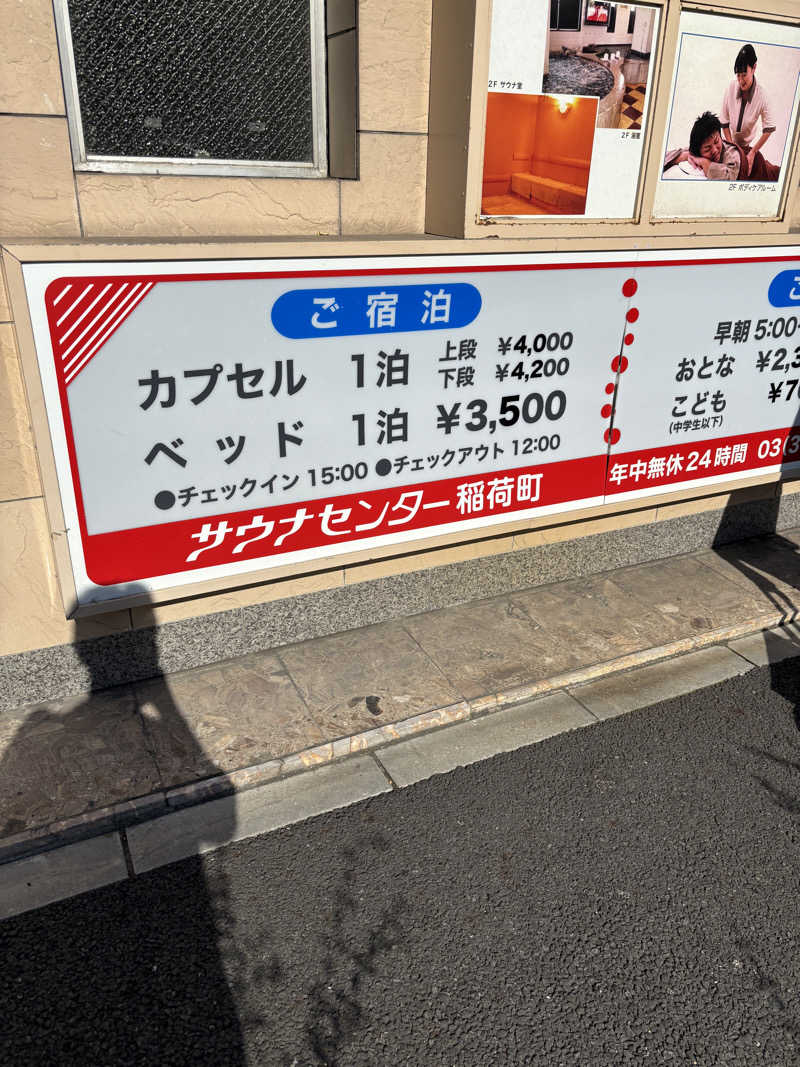 2F サウナ室
2F 浴室
2F ボディケアルーム
ご宿泊
カプセル 1泊 上段 ¥4,000
下段 ¥4,200
ベッド 1泊 ¥3,500
●チェックイン 15:00 ●チェックアウト 12:00
サウナセンター稲荷町
早朝 5:00
おとな ¥2,3
こども ¥70
(中学生以下)
年中無休24時間 03(3